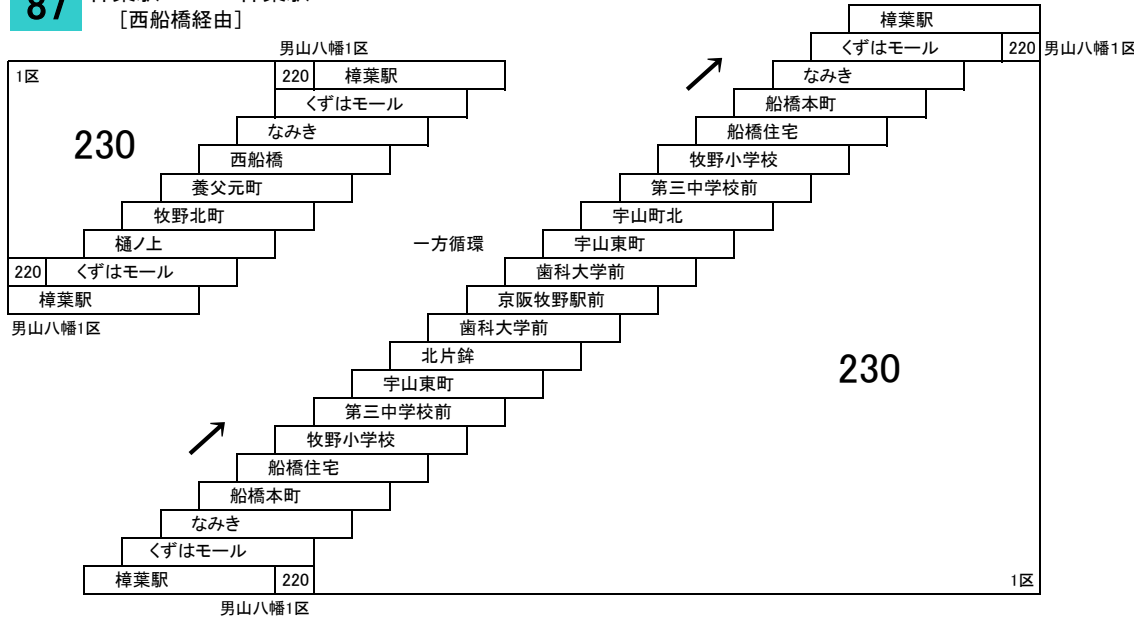 87
[西船橋経由]
男山八幡1区
1区
220 樟葉駅
くずはモール
なみき
230
西船橋
養父元町
牧野北町
樋ノ上
220 くずはモール
樟葉駅
男山八幡1区
樟葉駅
くずはモール 220 男山八幡1区
なみき
船橋本町
船橋住宅
牧野小学校
第三中学校前
宇山町北
一方循環
宇山東町
歯科大学前
京阪牧野駅前
歯科大学前
北片鉾
230
宇山東町
第三中学校前
牧野小学校
船橋住宅
船橋本町
なみき
くずはモール
樟葉駅 220
1区
男山八幡1区